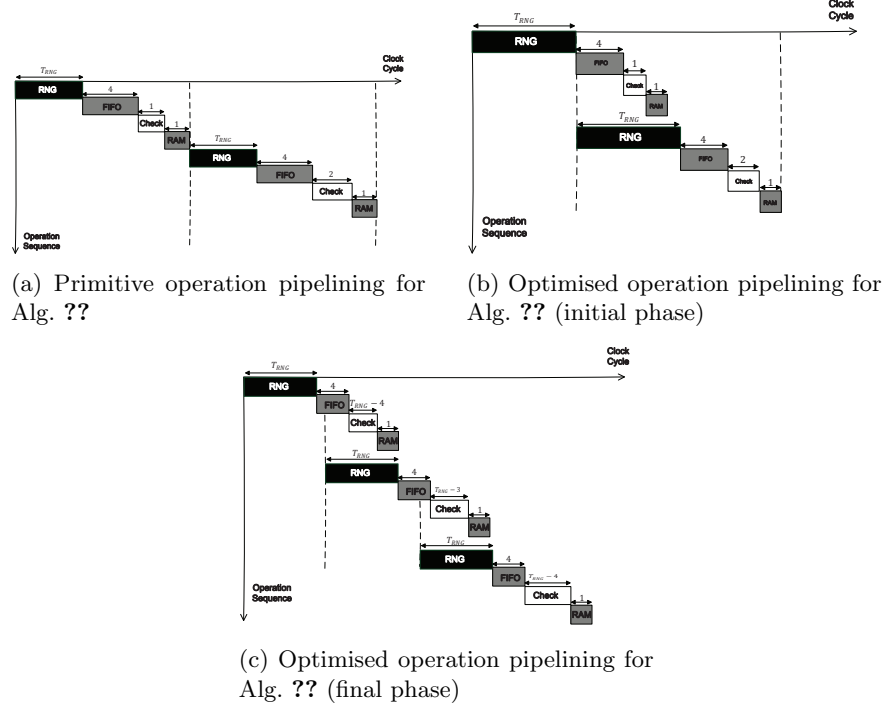 Clock
Cycle
T_RNG
RNG
4
FIFO
1
Check
1
RAM
T_RNG
RNG
4
FIFO
2
Check
1
RAM
Operation
Sequence
(a) Primitive operation pipelining for
Alg. ??
Clock
Cycle
T_RNG
RNG
4
FIFO
1
Check
1
RAM
T_RNG
RNG
4
FIFO
2
Check
1
RAM
Operation
Sequence
(b) Optimised operation pipelining for
Alg. ?? (initial phase)
Clock
Cycle
T_RNG
RNG
4
FIFO
T_RNG − 4
Check
1
RAM
T_RNG
RNG
4
FIFO
T_RNG − 3
Check
1
RAM
T_RNG
RNG
4
FIFO
T_RNG − 4
Check
1
RAM
Operation
Sequence
(c) Optimised operation pipelining for
Alg. ?? (final phase)